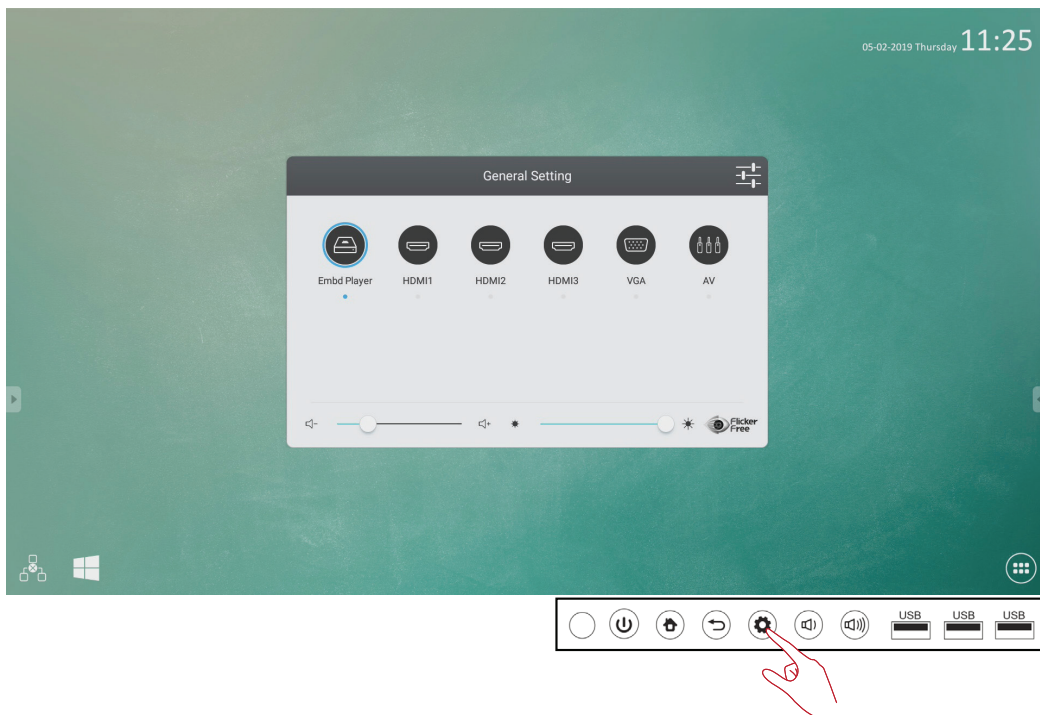 05-02-2019 Thursday 11:25
General Setting
Embd Player HDMI1 HDMI2 HDMI3 VGA AV
Flicker
Free
USB USB USB